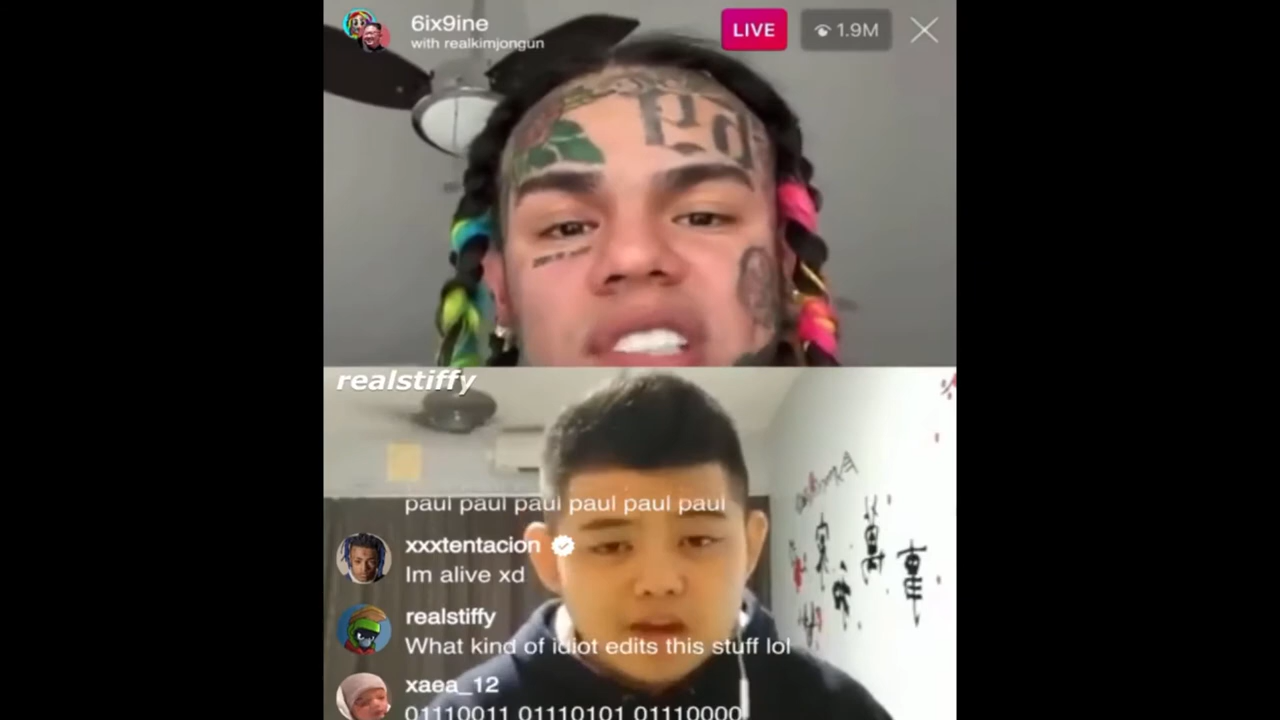 6ix9ine
with realkimjongun
LIVE
1.9M
realstiffy
paul paul paul paul paul paul
xxxtentacion
Im alive xd
realstiffy
What kind of idiot edits this stuff lol
xaea_12
01110011 01110101 01110000
萬